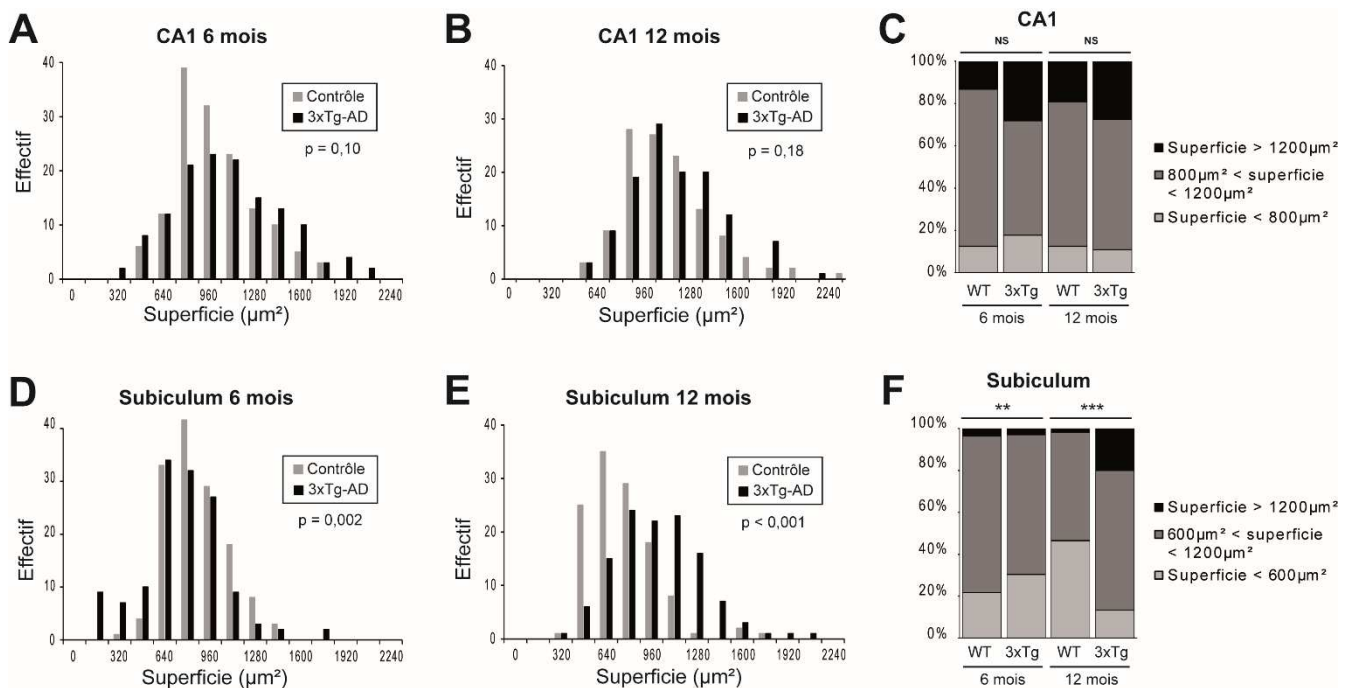 A
CA1 6 mois
Effectif
40
30
20
10
0
Contrôle
3xTg-AD
p = 0,10
0 320 640 960 1280 1600 1920 2240
Superficie (µm²)
B
CA1 12 mois
Effectif
40
30
20
10
0
Contrôle
3xTg-AD
p = 0,18
0 320 640 960 1280 1600 1920 2240
Superficie (µm²)
C
CA1
NS NS
100%
80%
60%
40%
20%
0%
WT 3xTg WT 3xTg
6 mois 12 mois
Superficie > 1200µm²
800µm² < superficie
< 1200µm²
Superficie < 800µm²
D
Subiculum 6 mois
Effectif
40
30
20
10
0
Contrôle
3xTg-AD
p = 0,002
0 320 640 960 1280 1600 1920 2240
Superficie (µm²)
E
Subiculum 12 mois
Effectif
40
30
20
10
0
Contrôle
3xTg-AD
p < 0,001
0 320 640 960 1280 1600 1920 2240
Superficie (µm²)
F
Subiculum
** ***
100%
80%
60%
40%
20%
0%
WT 3xTg WT 3xTg
6 mois 12 mois
Superficie > 1200µm²
600µm² < superficie
< 1200µm²
Superficie < 600µm²